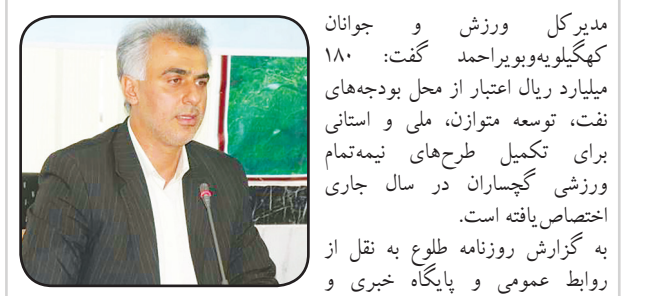 مدیرکل ورزش و جوانان
کهگیلویه‌وبویراحمد گفت: ۱۸۰
میلیارد ریال اعتبار از محل بودجه‌های
نفت، توسعه متوازن، ملی و استانی
برای تکمیل طرح‌های نیمه‌تمام
ورزشی گچساران در سال جاری
اختصاص‌یافته است.
به گزارش روزنامه طلوع به نقل از
روابط عمومی و پایگاه خبری و